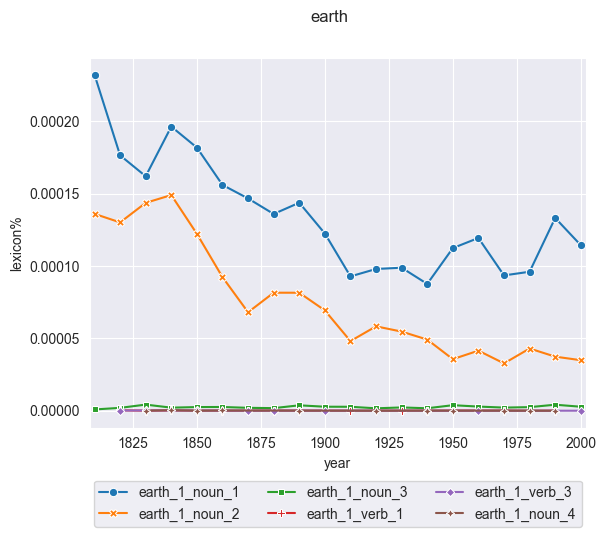 earth
0.00020
0.00015
0.00010
0.00005
0.00000
lexicon%
1825 1850 1875 1900 1925 1950 1975 2000
year
earth_1_noun_1 earth_1_noun_3 earth_1_verb_3
earth_1_noun_2 earth_1_verb_1 earth_1_noun_4